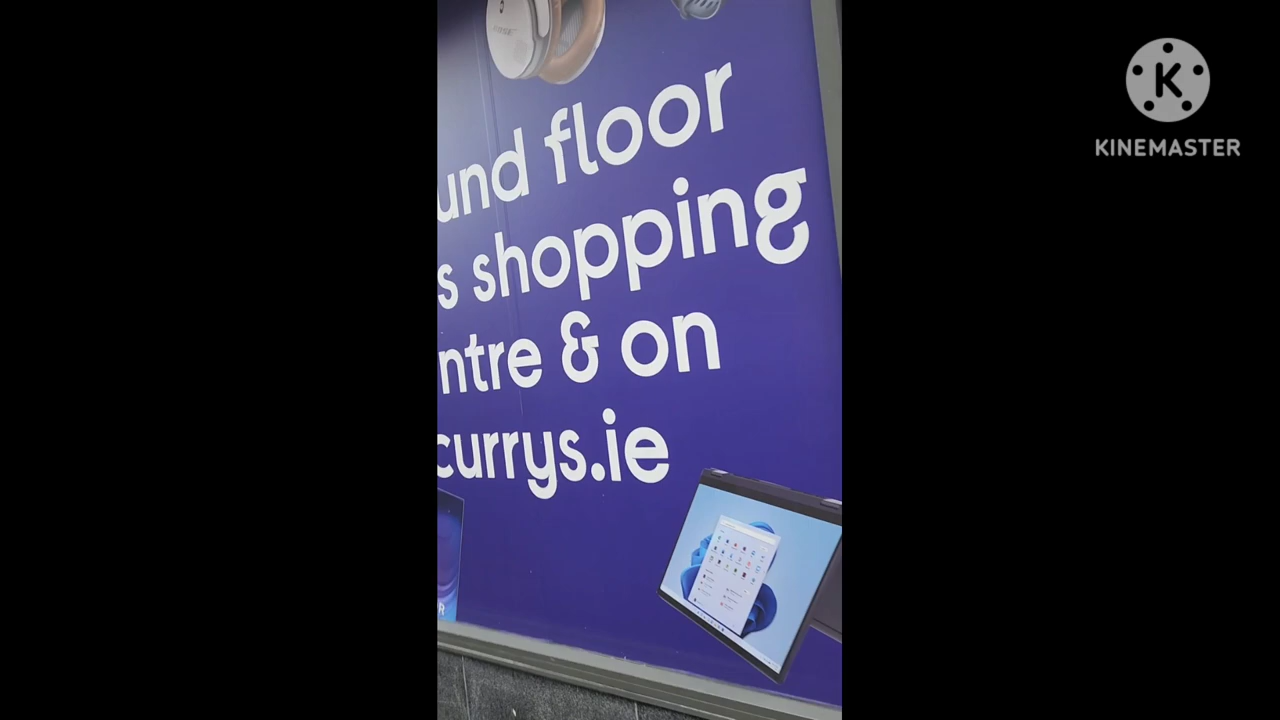 und floor
s shopping
ntre & on
currys.ie
KINEMASTER